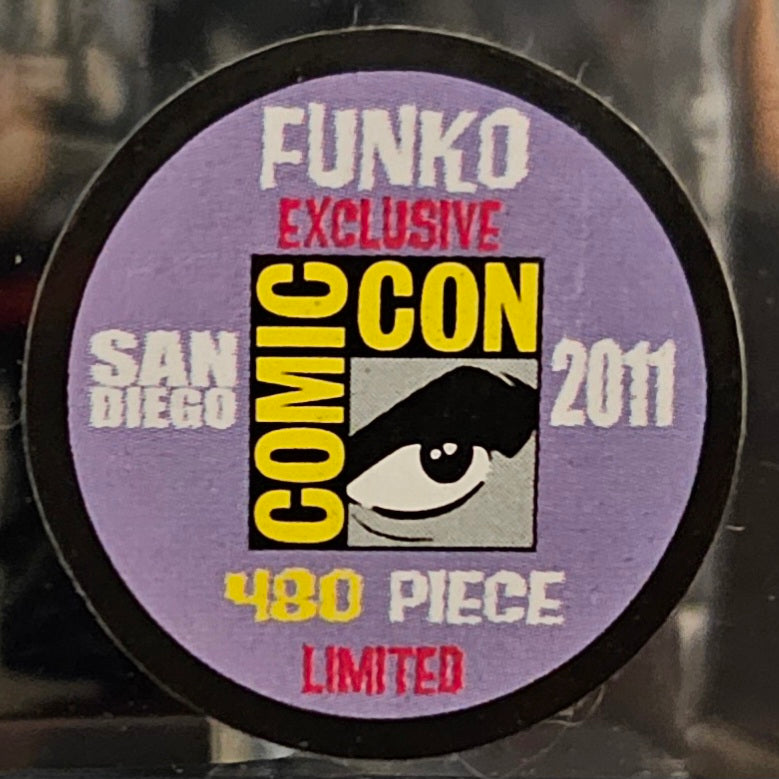 FUNKO
EXCLUSIVE
COMIC CON
SAN DIEGO
2011
480 PIECE
LIMITED